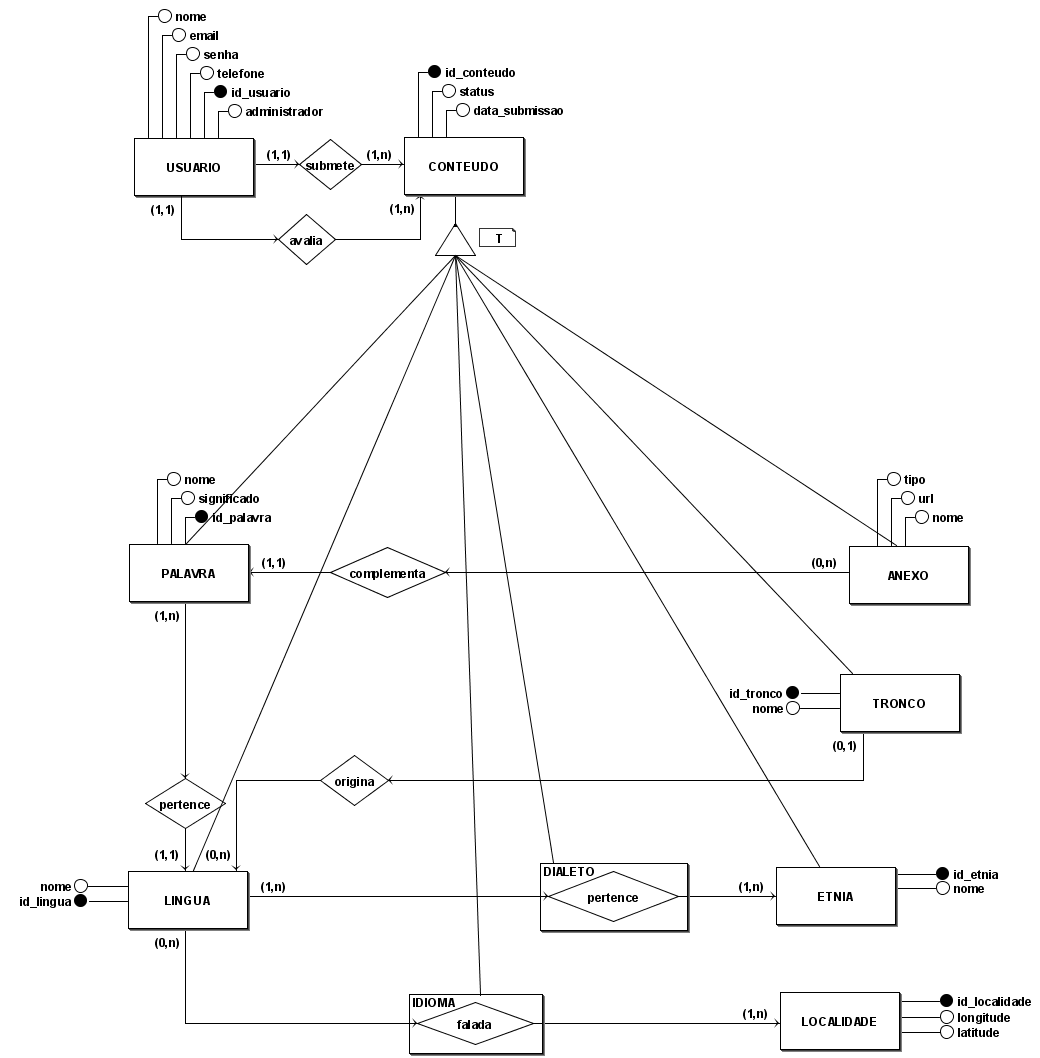 nome
email
senha
telefone
id_usuario
administrador
id_conteudo
status
data_submissao
USUARIO
(1,1)
submete
(1,n)
CONTEUDO
(1,1)
avalia
(1,n)
T
nome
significado
id_palavra
tipo
url
nome
PALAVRA
(1,1)
complementa
(0,n)
ANEXO
(1,n)
id_tronco
nome
TRONCO
(0,1)
origina
pertence
(1,1)
(0,n)
nome
id_lingua
LINGUA
(1,n)
DIALETO
pertence
(1,n)
ETNIA
id_etnia
nome
(0,n)
IDIOMA
falada
(1,n)
LOCALIDADE
id_localidade
longitude
latitude